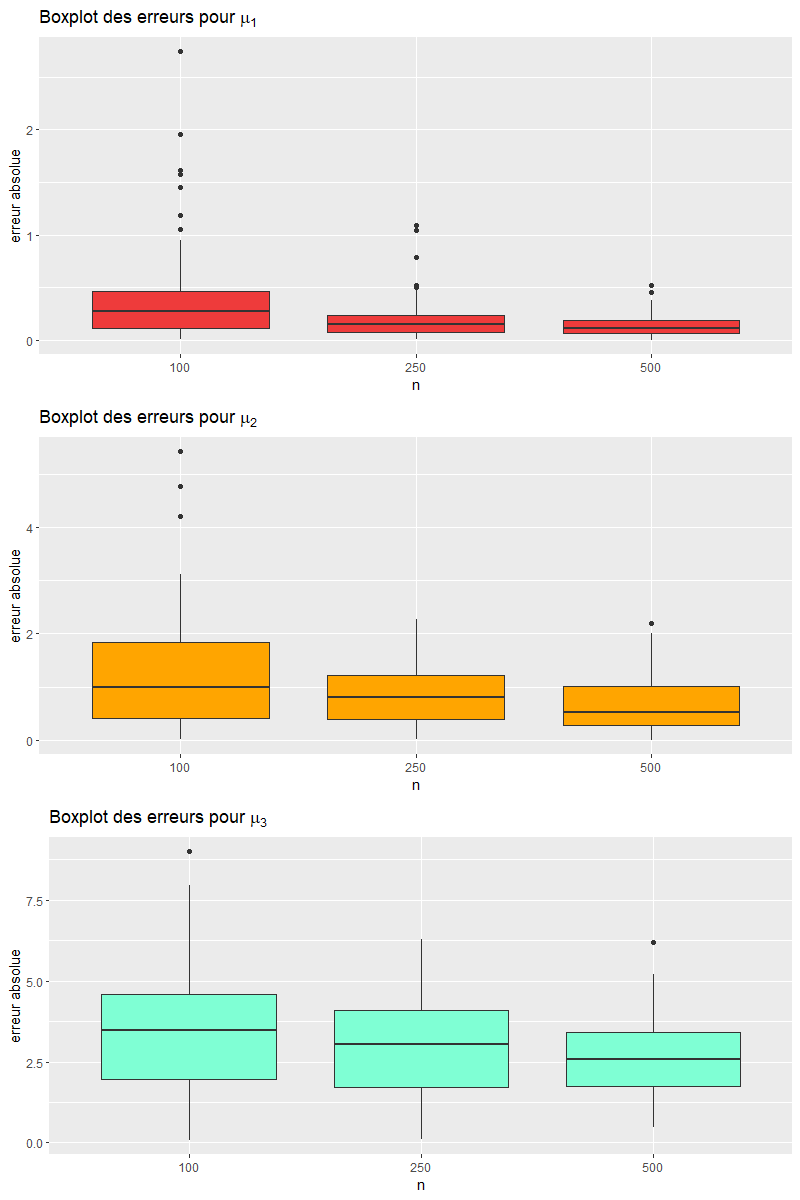 Boxplot des erreurs pour μ1
erreur absolue
2
1
0
100 250 500
n
Boxplot des erreurs pour μ2
erreur absolue
4
2
0
100 250 500
n
Boxplot des erreurs pour μ3
erreur absolue
7.5
5.0
2.5
0.0
100 250 500
n